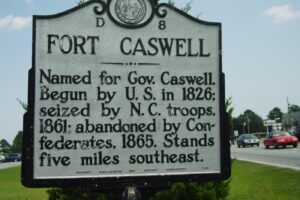 D 8
FORT CASWELL
Named for Gov. Caswell.
Begun by U.S. in 1826;
seized by N.C. troops,
1861; abandoned by Con-
federates, 1865. Stands
five miles southeast.